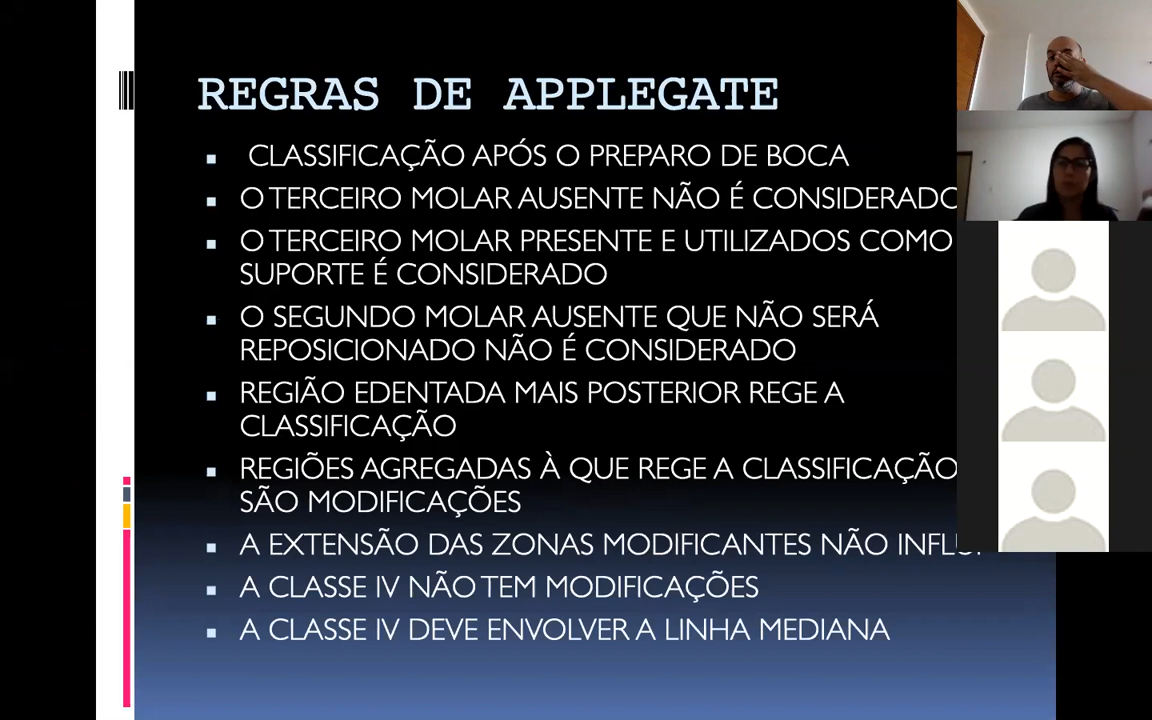 REGRAS DE APPLEGATE
CLASSIFICAÇÃO APÓS O PREPARO DE BOCA
O TERCEIRO MOLAR AUSENTE NÃO É CONSIDERADO
O TERCEIRO MOLAR PRESENTE E UTILIZADOS COMO
SUPORTE É CONSIDERADO
O SEGUNDO MOLAR AUSENTE QUE NÃO SERÁ
REPOSICIONADO NÃO É CONSIDERADO
REGIÃO EDENTADA MAIS POSTERIOR REGE A
CLASSIFICAÇÃO
REGIÕES AGREGADAS À QUE REGE A CLASSIFICAÇÃO
SÃO MODIFICAÇÕES
A EXTENSÃO DAS ZONAS MODIFICANTES NÃO
A CLASSE IV NÃO TEM MODIFICAÇÕES
A CLASSE IV DEVE ENVOLVER A LINHA MEDIANA